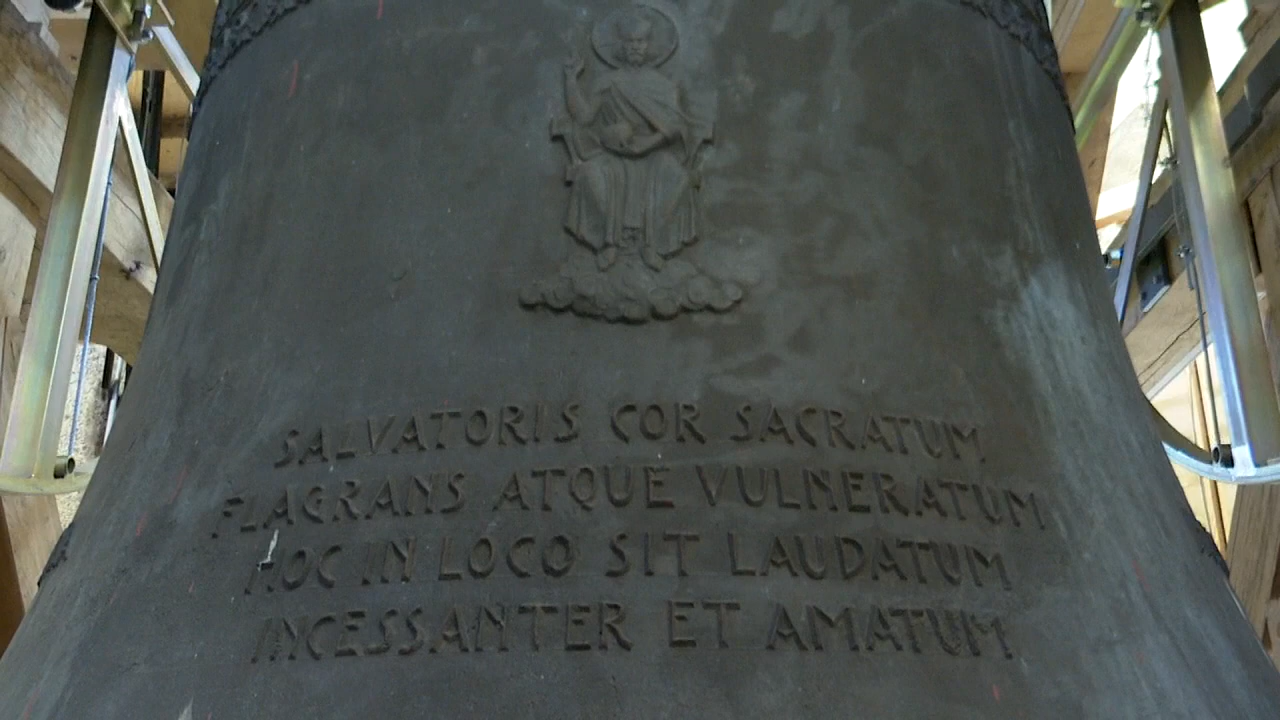 SALVATORIS COR SACRATUM
FLAGRANS ATQUE VULNERATUM
HOC IN LOCO SIT LAUDATUM
INCESSANTER ET AMATUM